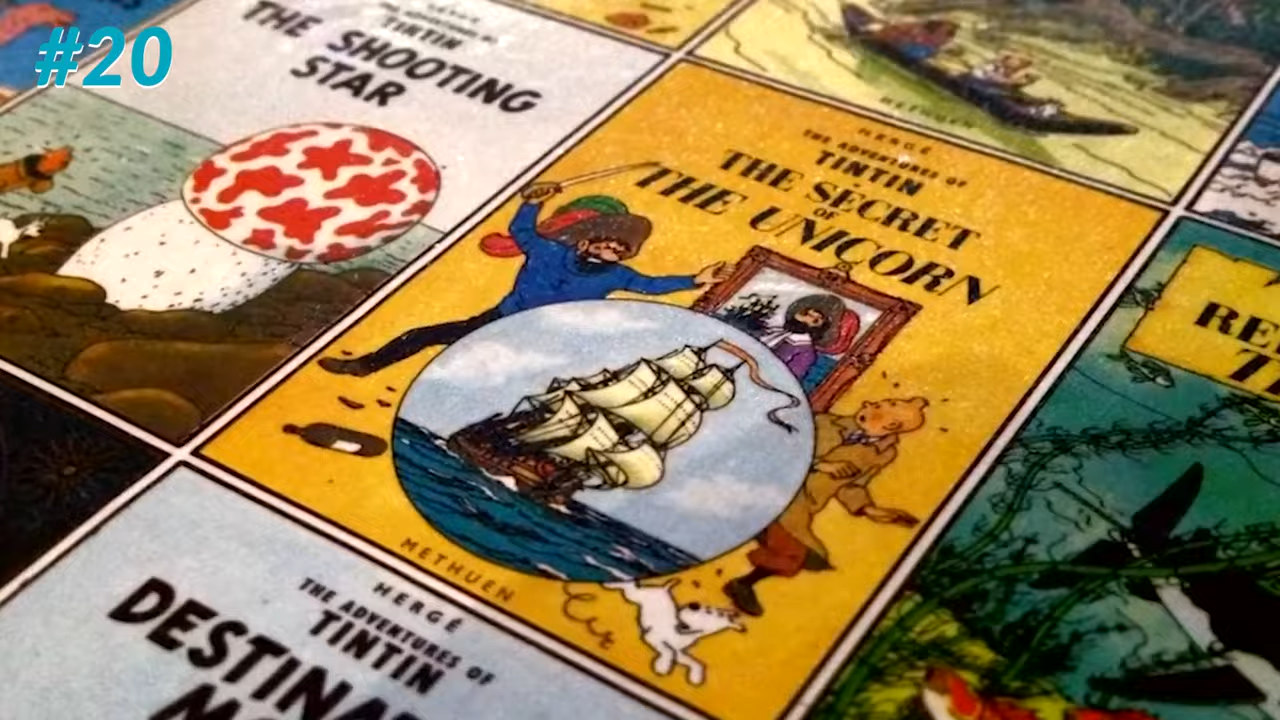 #20
TINTIN
THE SHOOTING
STAR
METHUEN
HERGÉ
THE ADVENTURES OF
TINTIN
THE SECRET
OF
THE UNICORN
METHUEN
HERGÉ
THE ADVENTURES OF
TINTIN